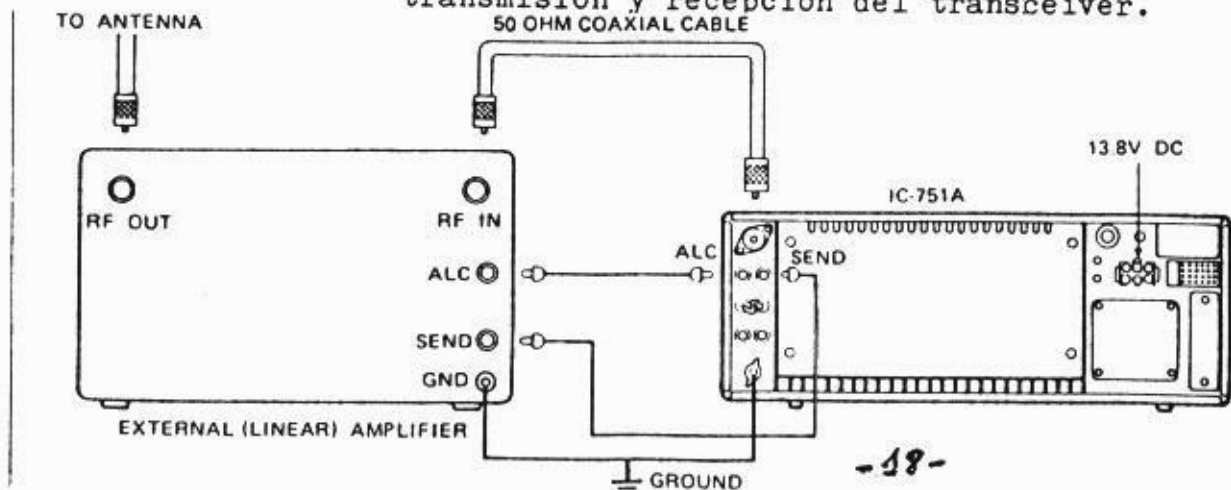 transmisión y recepción del transceiver.
TO ANTENNA
50 OHM COAXIAL CABLE
13.8V DC
IC-751A
RF OUT
RF IN
ALC
ALC
SEND
SEND
GND
EXTERNAL (LINEAR) AMPLIFIER
GROUND
-18-